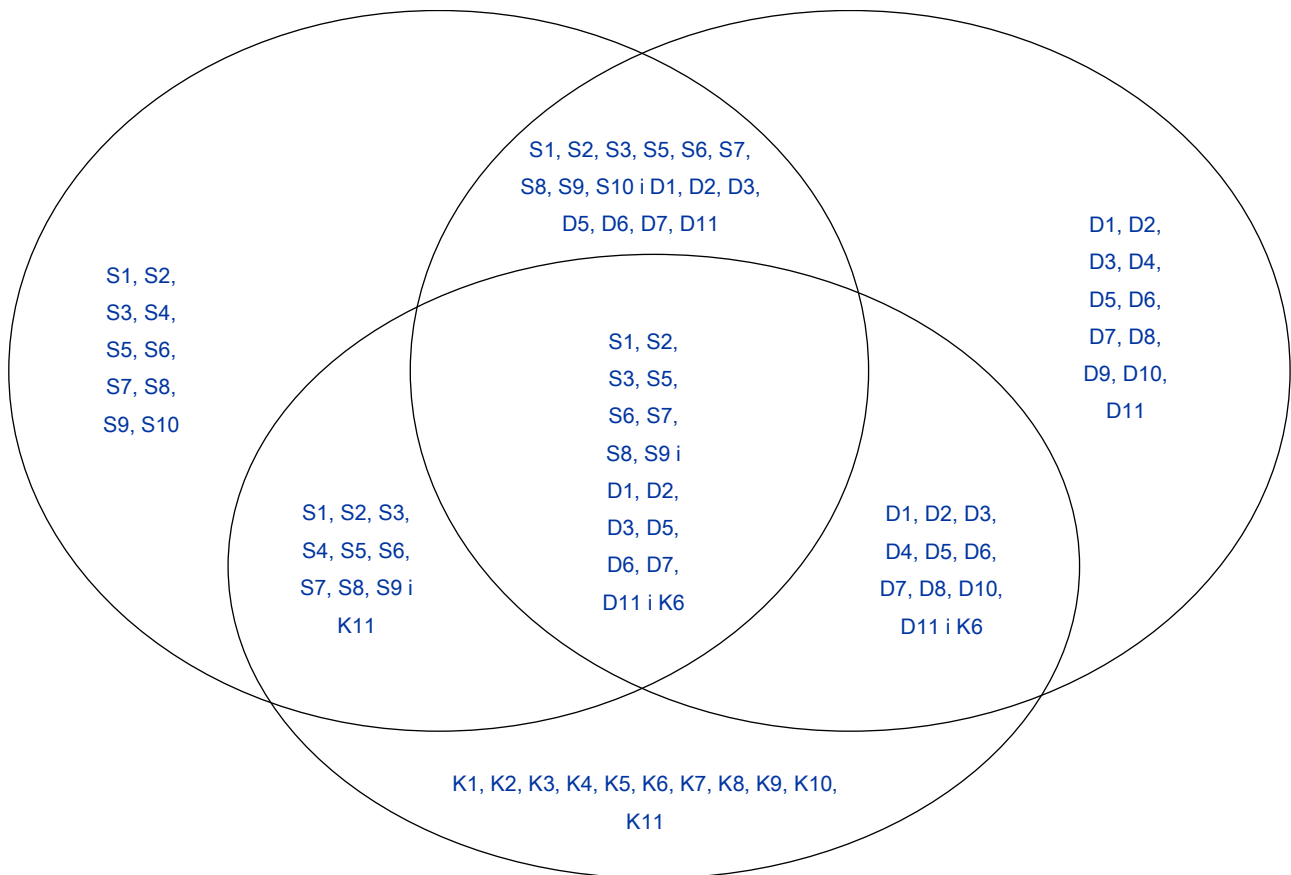 S1, S2, S3, S5, S6, S7,
S8, S9, S10 i D1, D2, D3,
D5, D6, D7, D11
S1, S2,
S3, S4,
S5, S6,
S7, S8,
S9, S10
D1, D2,
D3, D4,
D5, D6,
D7, D8,
D9, D10,
D11
S1, S2,
S3, S5,
S6, S7,
S8, S9 i
D1, D2,
D3, D5,
D6, D7,
D11 i K6
S1, S2, S3,
S4, S5, S6,
S7, S8, S9 i
K11
D1, D2, D3,
D4, D5, D6,
D7, D8, D10,
D11 i K6
K1, K2, K3, K4, K5, K6, K7, K8, K9, K10,
K11